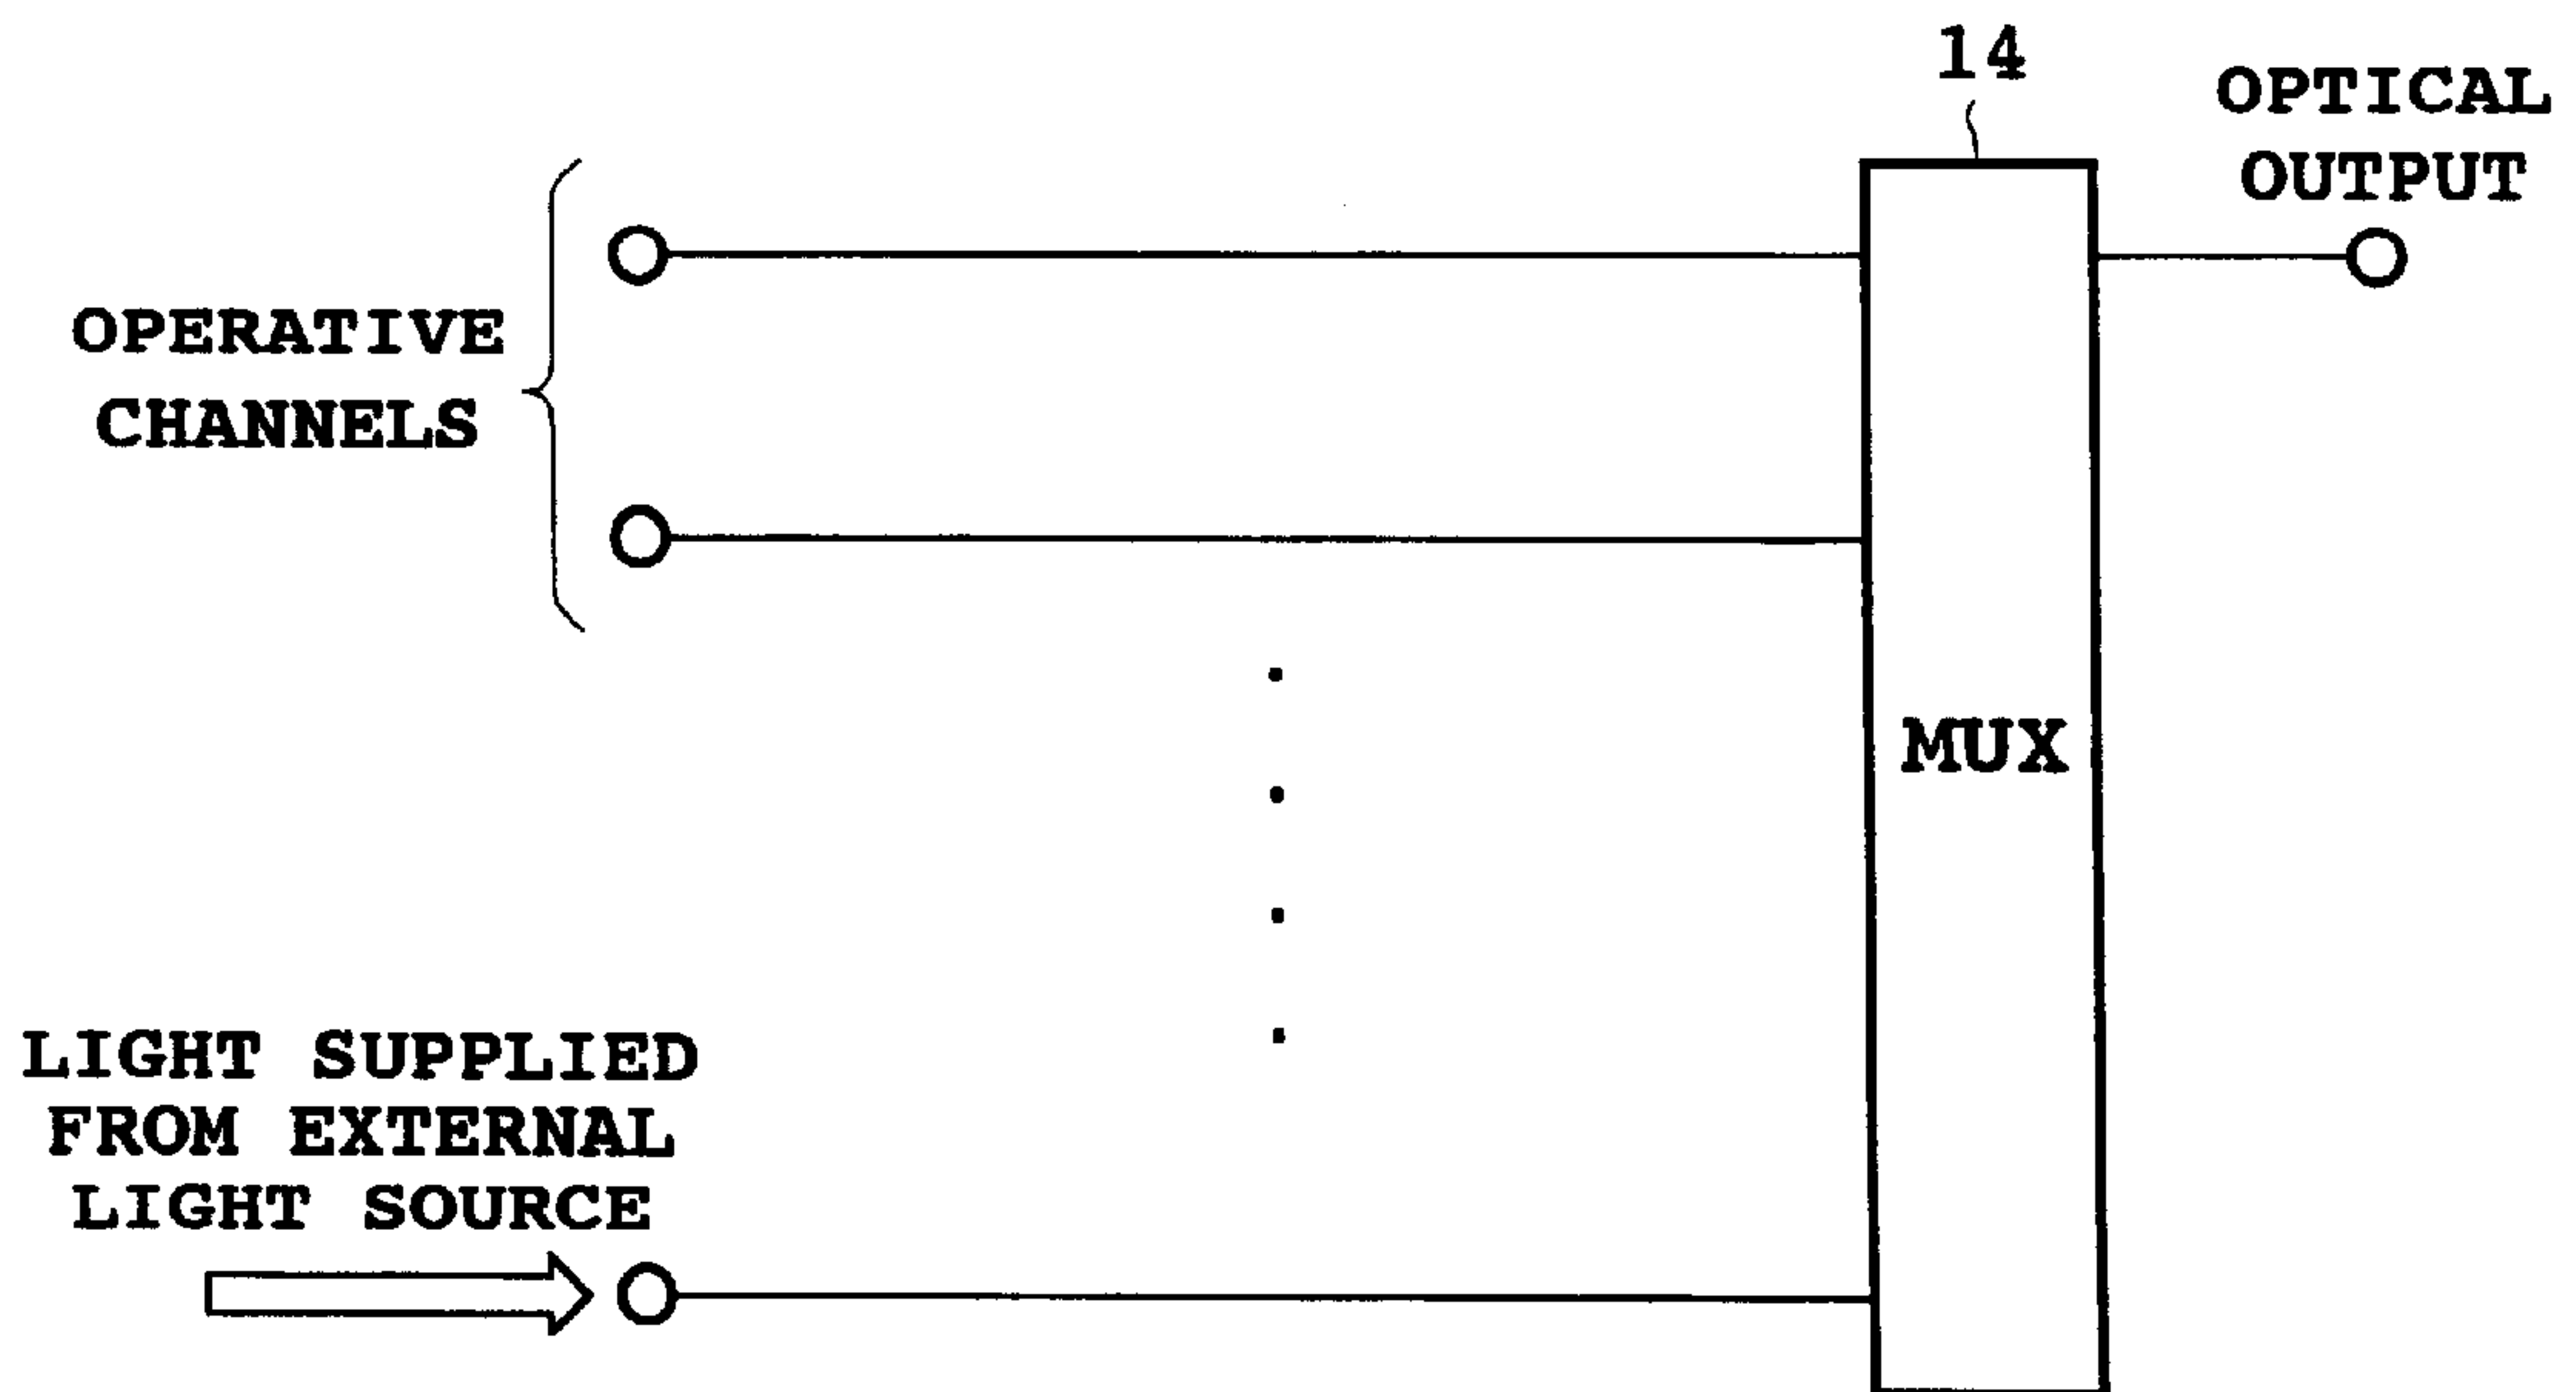 14
OPTICAL
OUTPUT
OPERATIVE
CHANNELS
MUX
LIGHT SUPPLIED
FROM EXTERNAL
LIGHT SOURCE